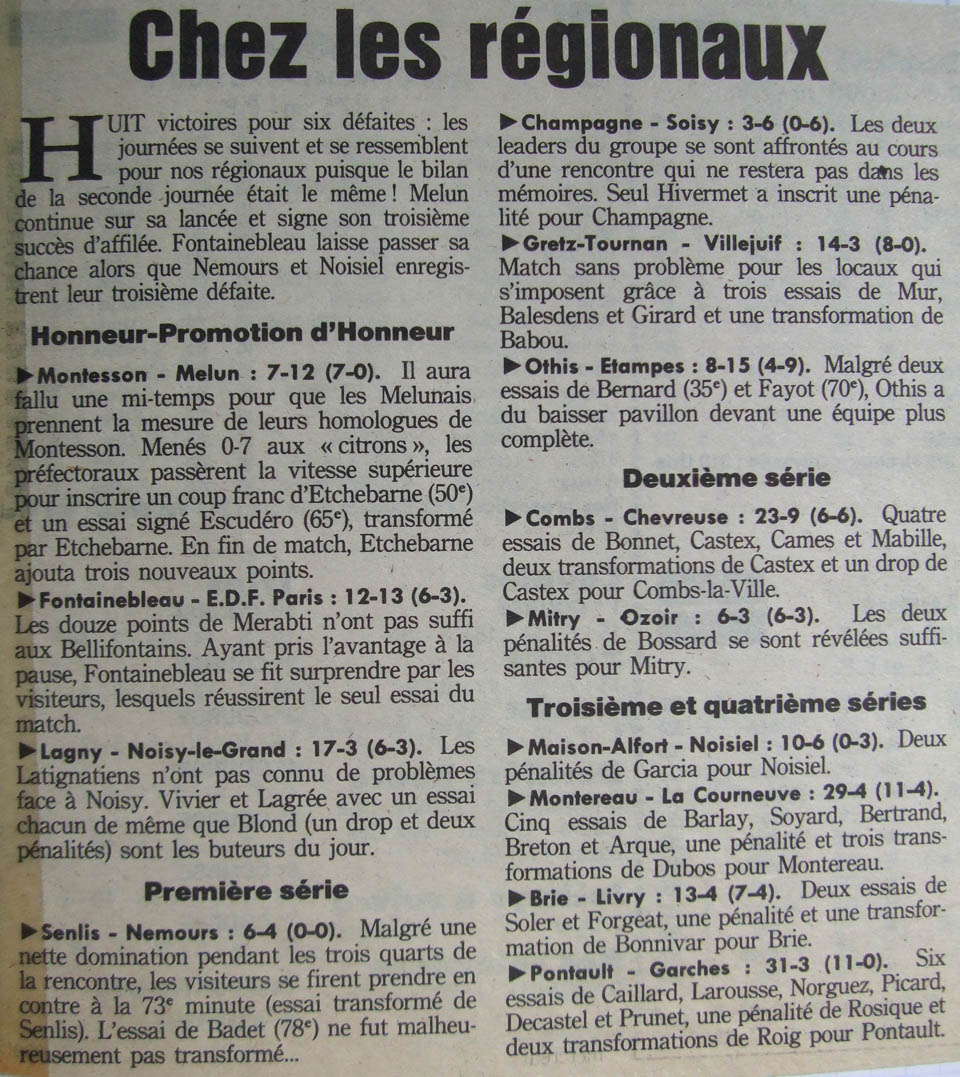 Chez les régionaux
HUIT victoires pour six défaites : les
journées se suivent et se ressemblent
pour nos régionaux puisque le bilan
de la seconde journée était le même ! Melun
continue sur sa lancée et signe son troisième
succès d'affilée. Fontainebleau laisse passer sa
chance alors que Nemours et Noisiel enregis-
trent leur troisième défaite.
Honneur-Promotion d'Honneur
►Montesson - Melun : 7-12 (7-0). Il aura
fallu une mi-temps pour que les Melunais
prennent la mesure de leurs homologues de
Montesson. Menés 0-7 aux « citrons », les
préfectoraux passèrent la vitesse supérieure
pour inscrire un coup franc d'Etchebarne (50e)
et un essai signé Escudéro (65e), transformé
par Etchebarne. En fin de match, Etchebarne
ajouta trois nouveaux points.
►Fontainebleau - E.D.F. Paris : 12-13 (6-3).
Les douze points de Merabti n'ont pas suffi
aux Bellifontains. Ayant pris l'avantage à la
pause, Fontainebleau se fit surprendre par les
visiteurs, lesquels réussirent le seul essai du
match.
►Lagny - Noisy-le-Grand : 17-3 (6-3). Les
Latignatiens n'ont pas connu de problèmes
face à Noisy. Vivier et Lagrée avec un essai
chacun de même que Blond (un drop et deux
pénalités) sont les buteurs du jour.
Première série
►Senlis - Nemours : 6-4 (0-0). Malgré une
nette domination pendant les trois quarts de
la rencontre, les visiteurs se firent prendre en
contre à la 73e minute (essai transformé de
Senlis). L'essai de Badet (78e) ne fut malheu-
reusement pas transformé...
►Champagne - Soisy : 3-6 (0-6). Les deux
leaders du groupe se sont affrontés au cours
d'une rencontre qui ne restera pas dans les
mémoires. Seul Hivermet a inscrit une péna-
lité pour Champagne.
►Gretz-Tournan - Villejuif : 14-3 (8-0).
Match sans problème pour les locaux qui
s'imposent grâce à trois essais de Mur,
Balesdens et Girard et une transformation de
Babou.
►Othis - Etampes : 8-15 (4-9). Malgré deux
essais de Bernard (35e) et Fayot (70e), Othis a
du baisser pavillon devant une équipe plus
complète.
Deuxième série
►Combs - Chevreuse : 23-9 (6-6). Quatre
essais de Bonnet, Castex, Cames et Mabille,
deux transformations de Castex et un drop de
Castex pour Combs-la-Ville.
►Mitry - Ozoir : 6-3 (6-3). Les deux
pénalités de Bossard se sont révélées suffi-
santes pour Mitry.
Troisième et quatrième séries
►Maison-Alfort - Noisiel : 10-6 (0-3). Deux
pénalités de Garcia pour Noisiel.
►Montereau - La Courneuve : 29-4 (11-4).
Cinq essais de Barlay, Soyard, Bertrand,
Breton et Arque, une pénalité et trois trans-
formations de Dubos pour Montereau.
►Brie - Livry : 13-4 (7-4). Deux essais de
Soler et Forgeat, une pénalité et une transfor-
mation de Bonnivar pour Brie.
►Pontault - Garches : 31-3 (11-0). Six
essais de Caillard, Larousse, Norguez, Picard,
Decastel et Prunet, une pénalité de Rosique et
deux transformations de Roig pour Pontault.